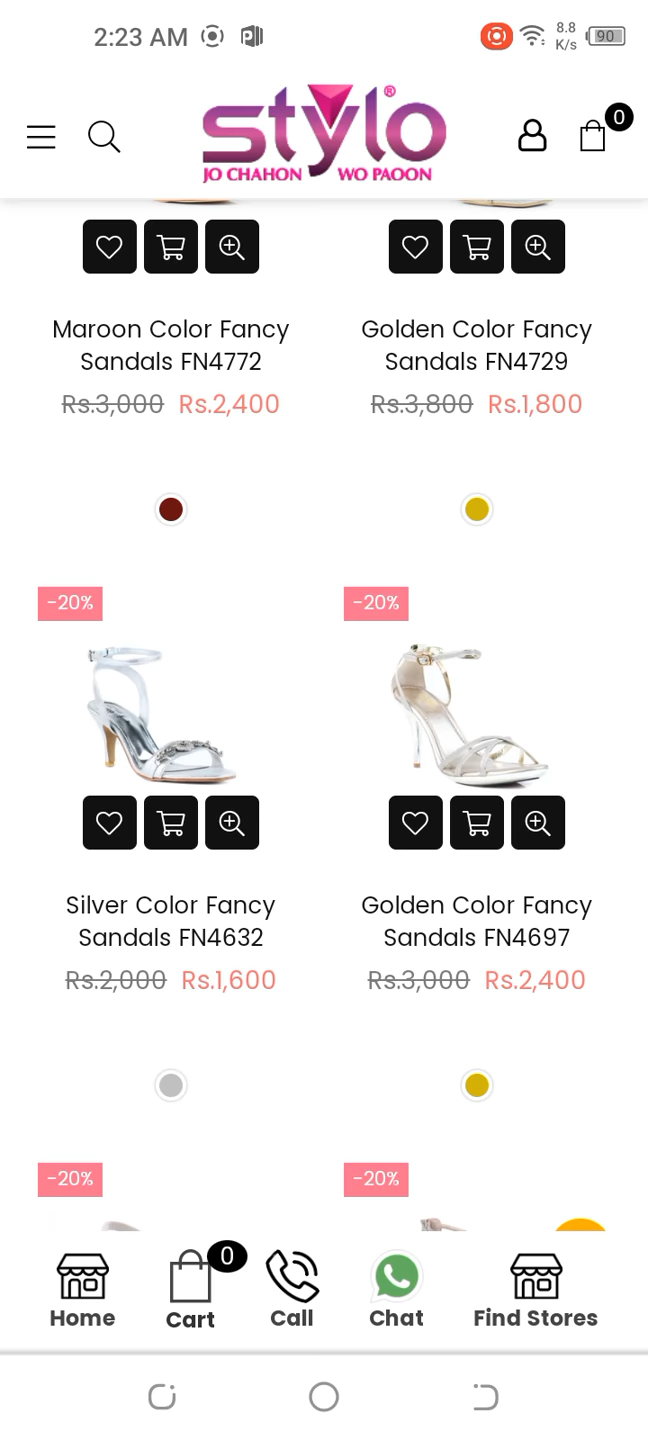 2:23 AM
8.8
K/s
90
stylo®
JO CHAHON WO PAOON
0
Maroon Color Fancy
Sandals FN4772
Rs.3,000 Rs.2,400
Golden Color Fancy
Sandals FN4729
Rs.3,800 Rs.1,800
-20%
-20%
Silver Color Fancy
Sandals FN4632
Rs.2,000 Rs.1,600
Golden Color Fancy
Sandals FN4697
Rs.3,000 Rs.2,400
-20%
-20%
0
Home
Cart
Call
Chat
Find Stores